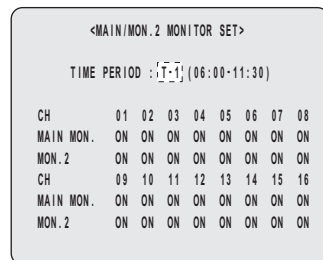 <MAIN/MON.2 MONITOR SET>
TIME PERIOD : T-1 (06:00-11:30)
CH 01 02 03 04 05 06 07 08
MAIN MON. ON ON ON ON ON ON ON ON
MON.2 ON ON ON ON ON ON ON ON
CH 09 10 11 12 13 14 15 16
MAIN MON. ON ON ON ON ON ON ON ON
MON.2 ON ON ON ON ON ON ON ON